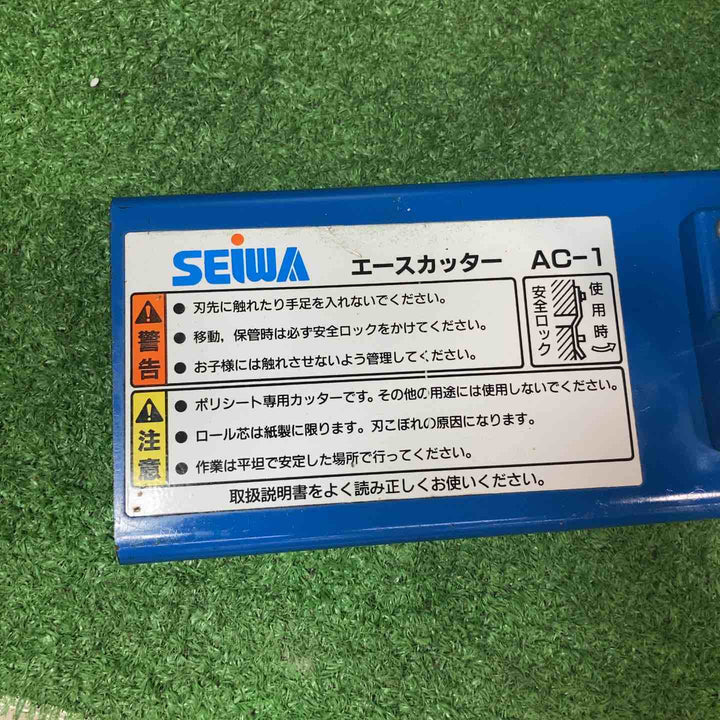 SEIWA エースカッター AC-1
警告
● 刃先に触れたり手足を入れないでください。
● 移動，保管時は必ず安全ロックをかけてください。
● お子様には触れさせないよう管理してください。
安全ロック
使用時
注意
● ポリシート専用カッターです。その他の用途には使用しないでください。
● ロール芯は紙製に限ります。刃こぼれの原因になります。
● 作業は平坦で安定した場所で行ってください。
取扱説明書をよく読み正しくお使いください。